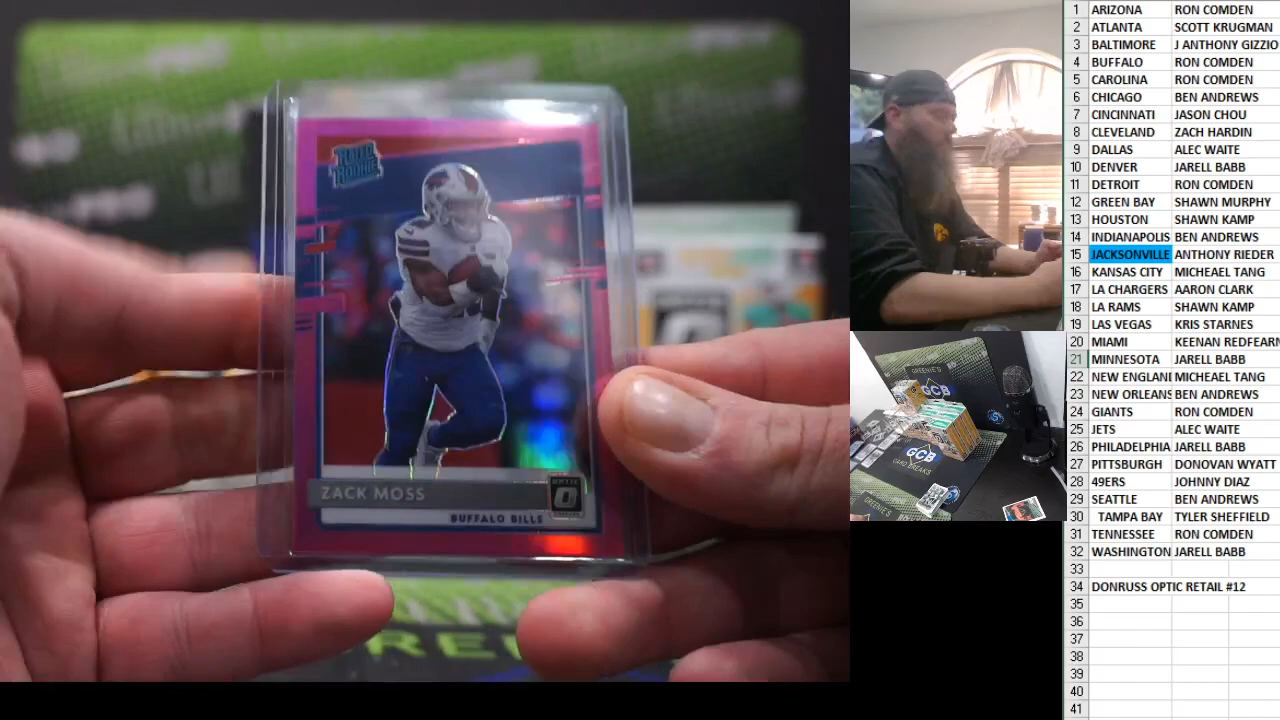 RATED
ROOKIE
ZACK MOSS
BUFFALO BILLS
OPTIC
GREENIE'S
GCB
GCB
CARD BREAKS
1 ARIZONA RON COMDEN
2 ATLANTA SCOTT KRUGMAN
3 BALTIMORE J ANTHONY GIZZIO
4 BUFFALO RON COMDEN
5 CAROLINA RON COMDEN
6 CHICAGO BEN ANDREWS
7 CINCINNATI JASON CHOU
8 CLEVELAND ZACH HARDIN
9 DALLAS ALEC WAITE
10 DENVER JARELL BABB
11 DETROIT RON COMDEN
12 GREEN BAY SHAWN MURPHY
13 HOUSTON SHAWN KAMP
14 INDIANAPOLIS BEN ANDREWS
15 JACKSONVILLE ANTHONY RIEDER
16 KANSAS CITY MICHEAEL TANG
17 LA CHARGERS AARON CLARK
18 LA RAMS SHAWN KAMP
19 LAS VEGAS KRIS STARNES
20 MIAMI KEENAN REDFEARN
21 MINNESOTA JARELL BABB
22 NEW ENGLAND MICHEAEL TANG
23 NEW ORLEANS BEN ANDREWS
24 GIANTS RON COMDEN
25 JETS ALEC WAITE
26 PHILADELPHIA JARELL BABB
27 PITTSBURGH DONOVAN WYATT
28 49ERS JOHNNY DIAZ
29 SEATTLE BEN ANDREWS
30 TAMPA BAY TYLER SHEFFIELD
31 TENNESSEE RON COMDEN
32 WASHINGTON JARELL BABB
33
34 DONRUSS OPTIC RETAIL #12
35
36
37
38
39
40
41